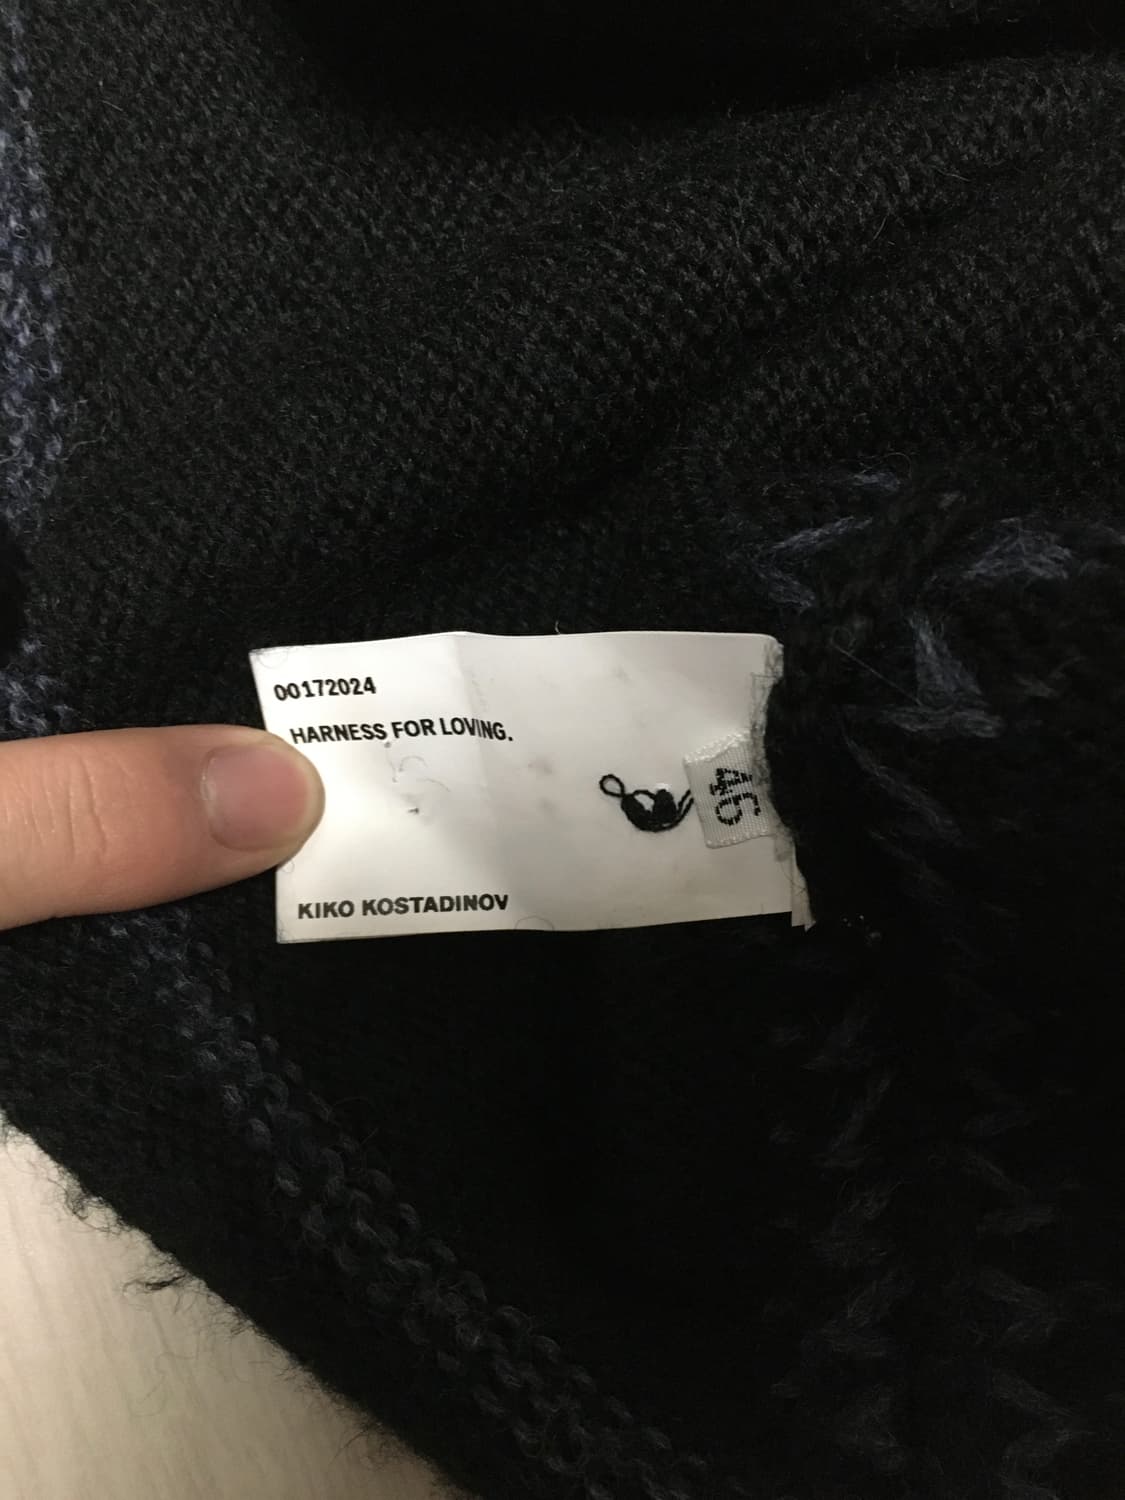 00172024
HARNESS FOR LOVING.
46
KIKO KOSTADINOV